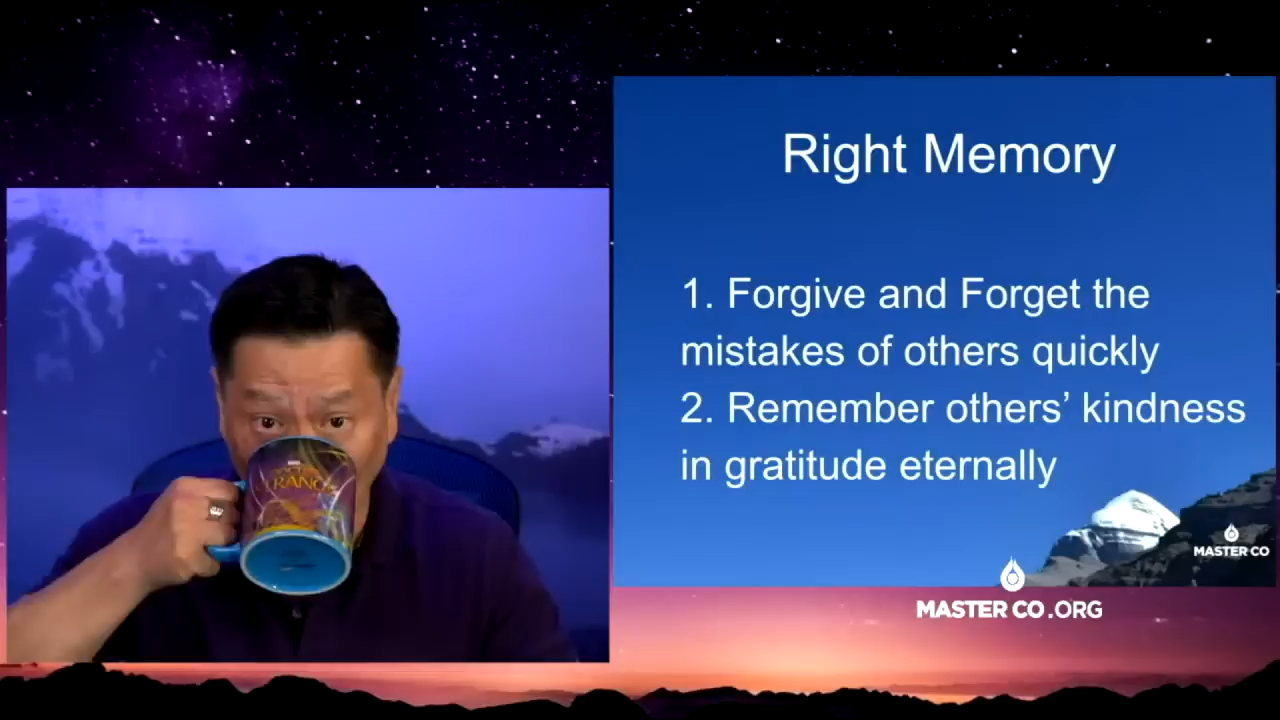 Right Memory
1. Forgive and Forget the
mistakes of others quickly
2. Remember others’ kindness
in gratitude eternally
MASTER CO
MASTER CO.ORG